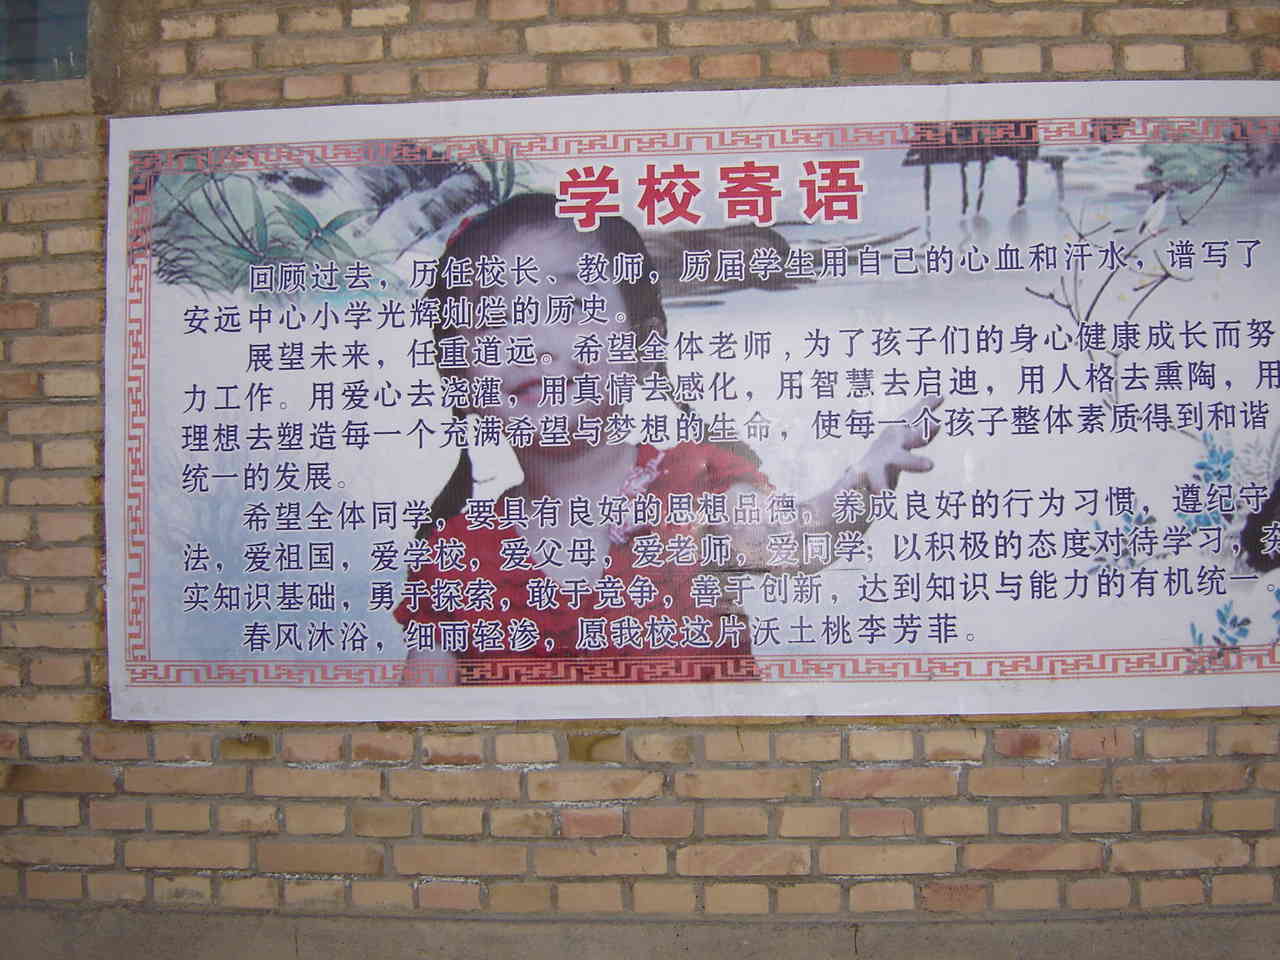 学校寄语
回顾过去，历任校长、教师，历届学生用自己的心血和汗水，谱写了
安远中心小学光辉灿烂的历史。
展望未来，任重道远。希望全体老师，为了孩子们的身心健康成长而努
力工作。用爱心去浇灌，用真情去感化，用智慧去启迪，用人格去熏陶，用
理想去塑造每一个充满希望与梦想的生命，使每一个孩子整体素质得到和谐
统一的发展。
希望全体同学，要具有良好的思想品德，养成良好的行为习惯，遵纪守
法，爱祖国，爱学校，爱父母，爱老师，爱同学；以积极的态度对待学习，夯
实知识基础，勇于探索，敢于竞争，善于创新，达到知识与能力的有机统一。
春风沐浴，细雨轻渗，愿我校这片沃土桃李芳菲。